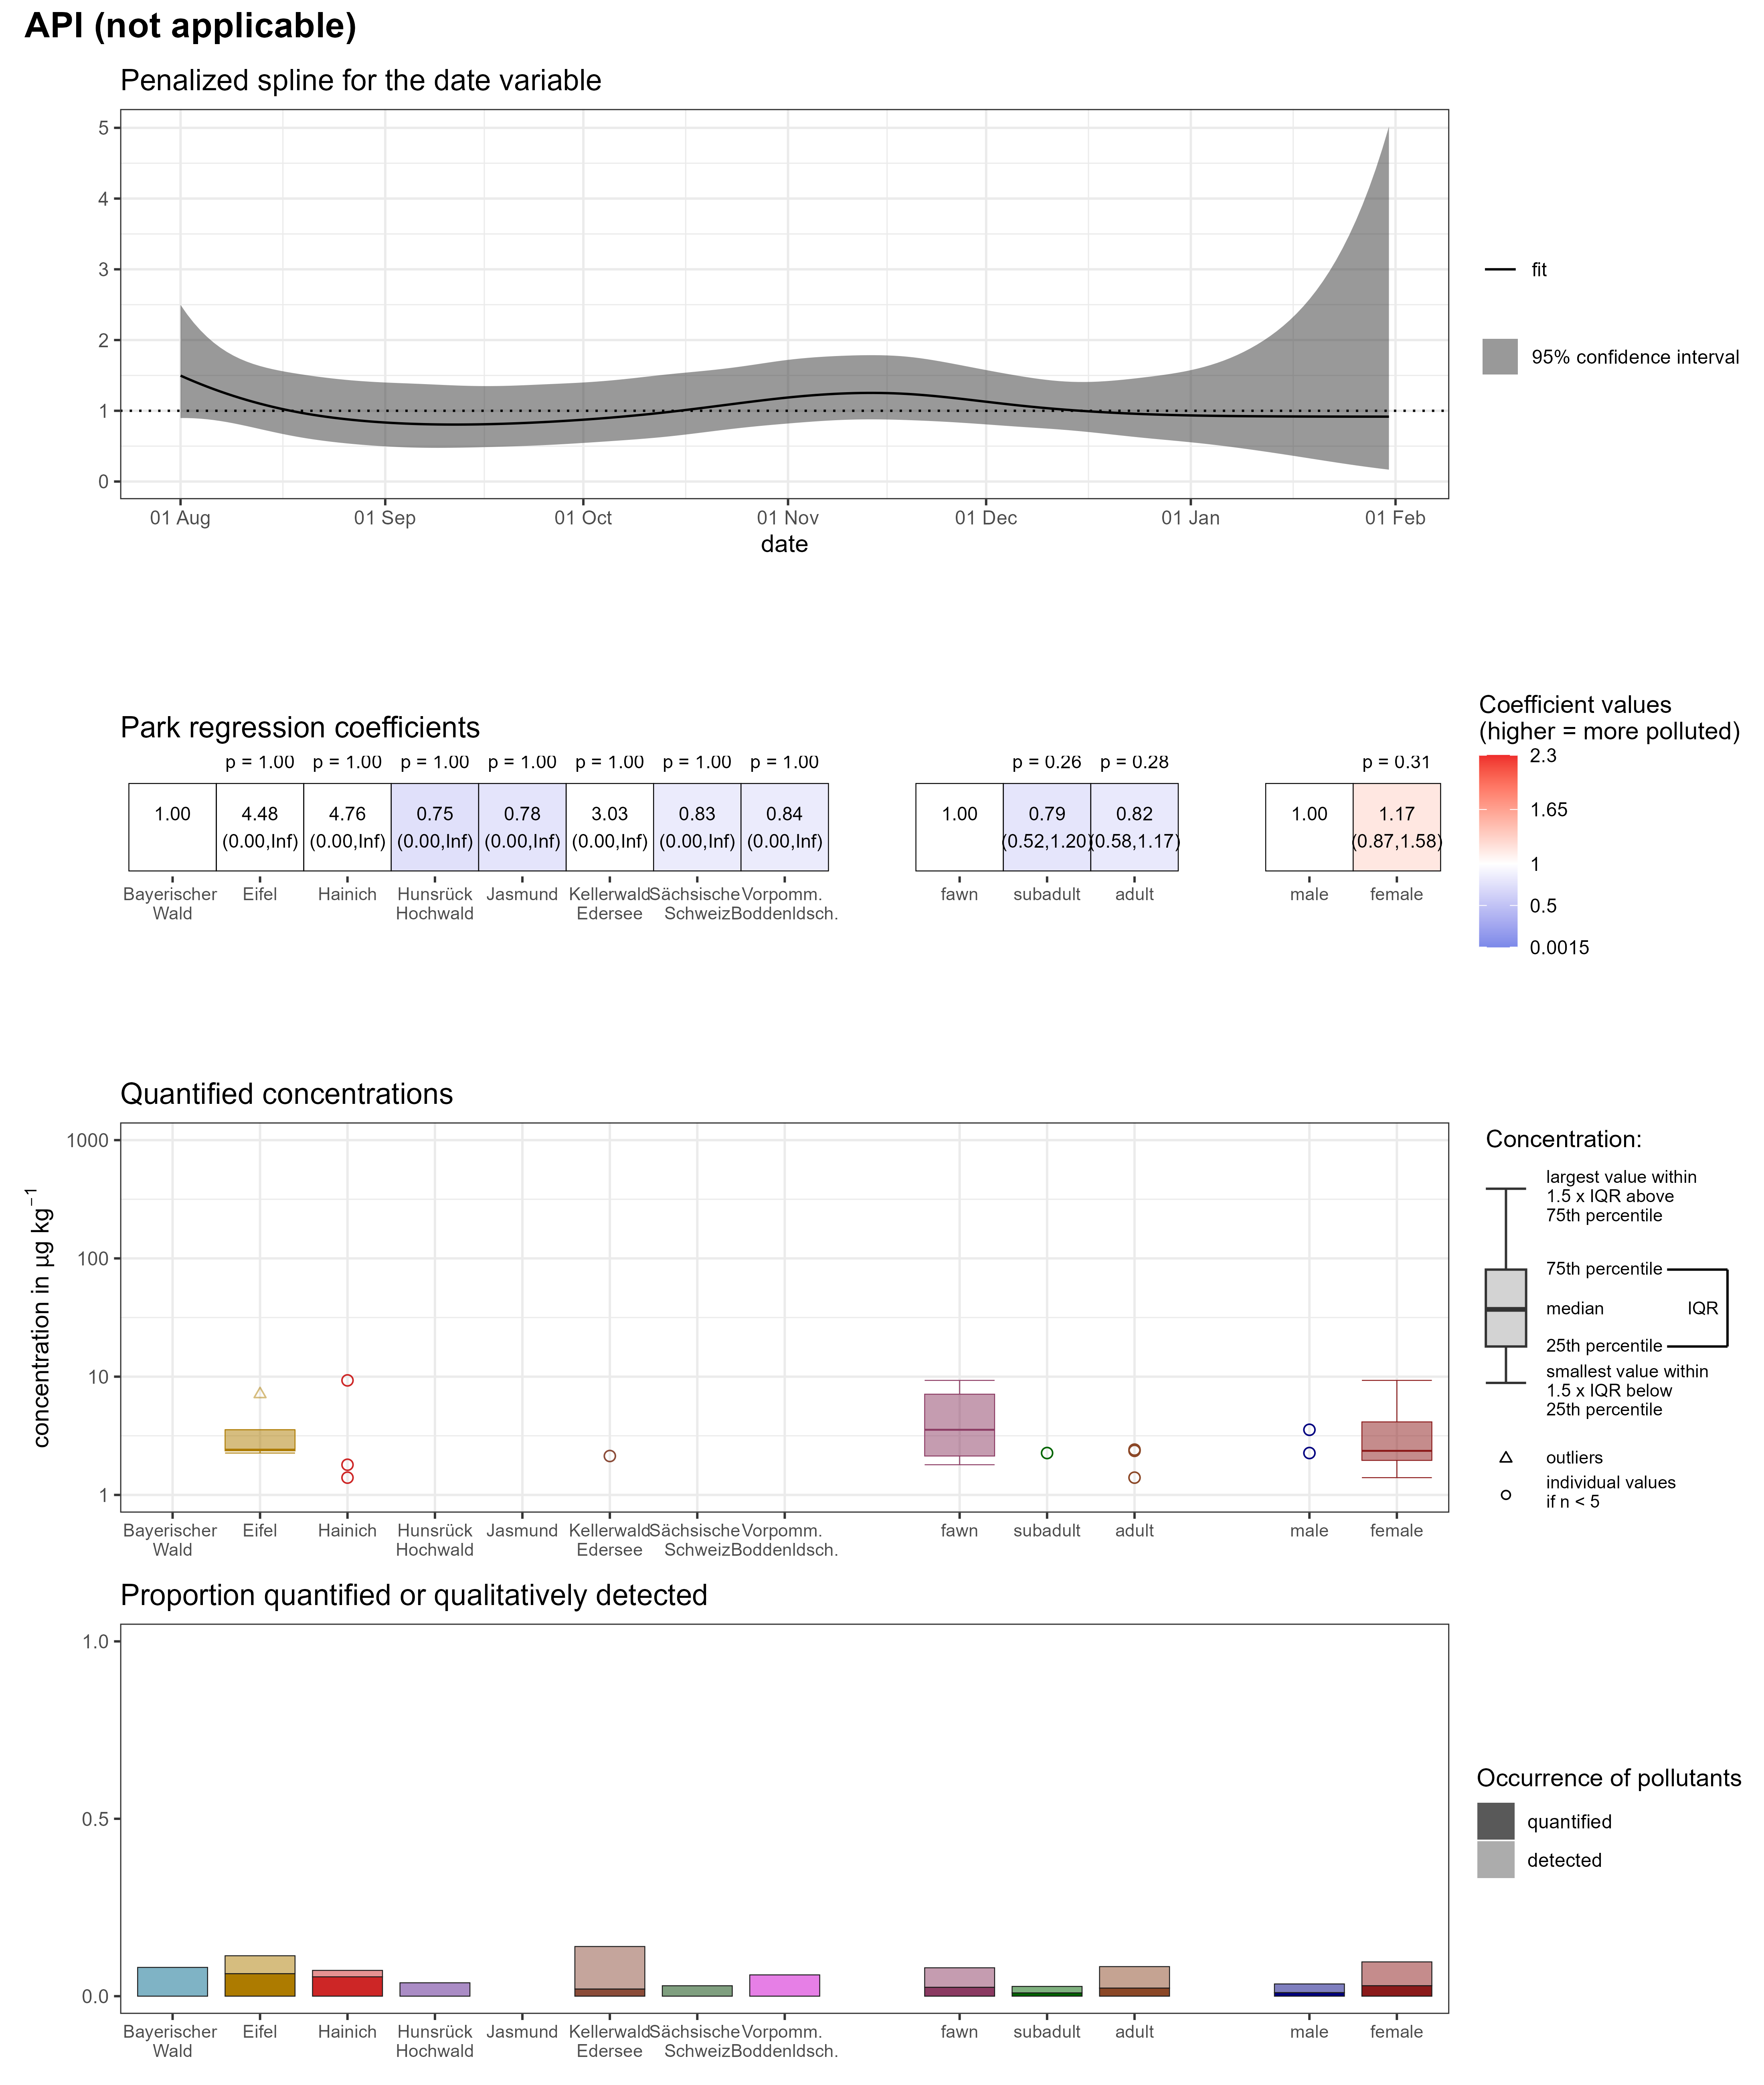 API (not applicable)
Penalized spline for the date variable
5
4
3
2
1
0
01 Aug
01 Sep
01 Oct
01 Nov
01 Dec
01 Jan
01 Feb
date
fit
95% confidence interval
Park regression coefficients
p = 1.00
p = 1.00
p = 1.00
p = 1.00
p = 1.00
p = 1.00
p = 1.00
p = 0.26
p = 0.28
p = 0.31
1.00
4.48
(0.00,Inf)
4.76
(0.00,Inf)
0.75
(0.00,Inf)
0.78
(0.00,Inf)
3.03
(0.00,Inf)
0.83
(0.00,Inf)
0.84
(0.00,Inf)
1.00
0.79
(0.52,1.20)
0.82
(0.58,1.17)
1.00
1.17
(0.87,1.58)
Bayerischer
Wald
Eifel
Hainich
Hunsrück
Hochwald
Jasmund
Kellerwald
Edersee
Sächsische
Schweiz
Vorpomm.
Boddenldsch.
fawn
subadult
adult
male
female
Coefficient values
(higher = more polluted)
2.3
1.65
1
0.5
0.0015
Quantified concentrations
concentration in µg kg⁻¹
1000
100
10
1
Bayerischer
Wald
Eifel
Hainich
Hunsrück
Hochwald
Jasmund
Kellerwald
Edersee
Sächsische
Schweiz
Vorpomm.
Boddenldsch.
fawn
subadult
adult
male
female
Concentration:
largest value within
1.5 x IQR above
75th percentile
75th percentile
median
IQR
25th percentile
smallest value within
1.5 x IQR below
25th percentile
outliers
individual values
if n < 5
Proportion quantified or qualitatively detected
1.0
0.5
0.0
Bayerischer
Wald
Eifel
Hainich
Hunsrück
Hochwald
Jasmund
Kellerwald
Edersee
Sächsische
Schweiz
Vorpomm.
Boddenldsch.
fawn
subadult
adult
male
female
Occurrence of pollutants
quantified
detected